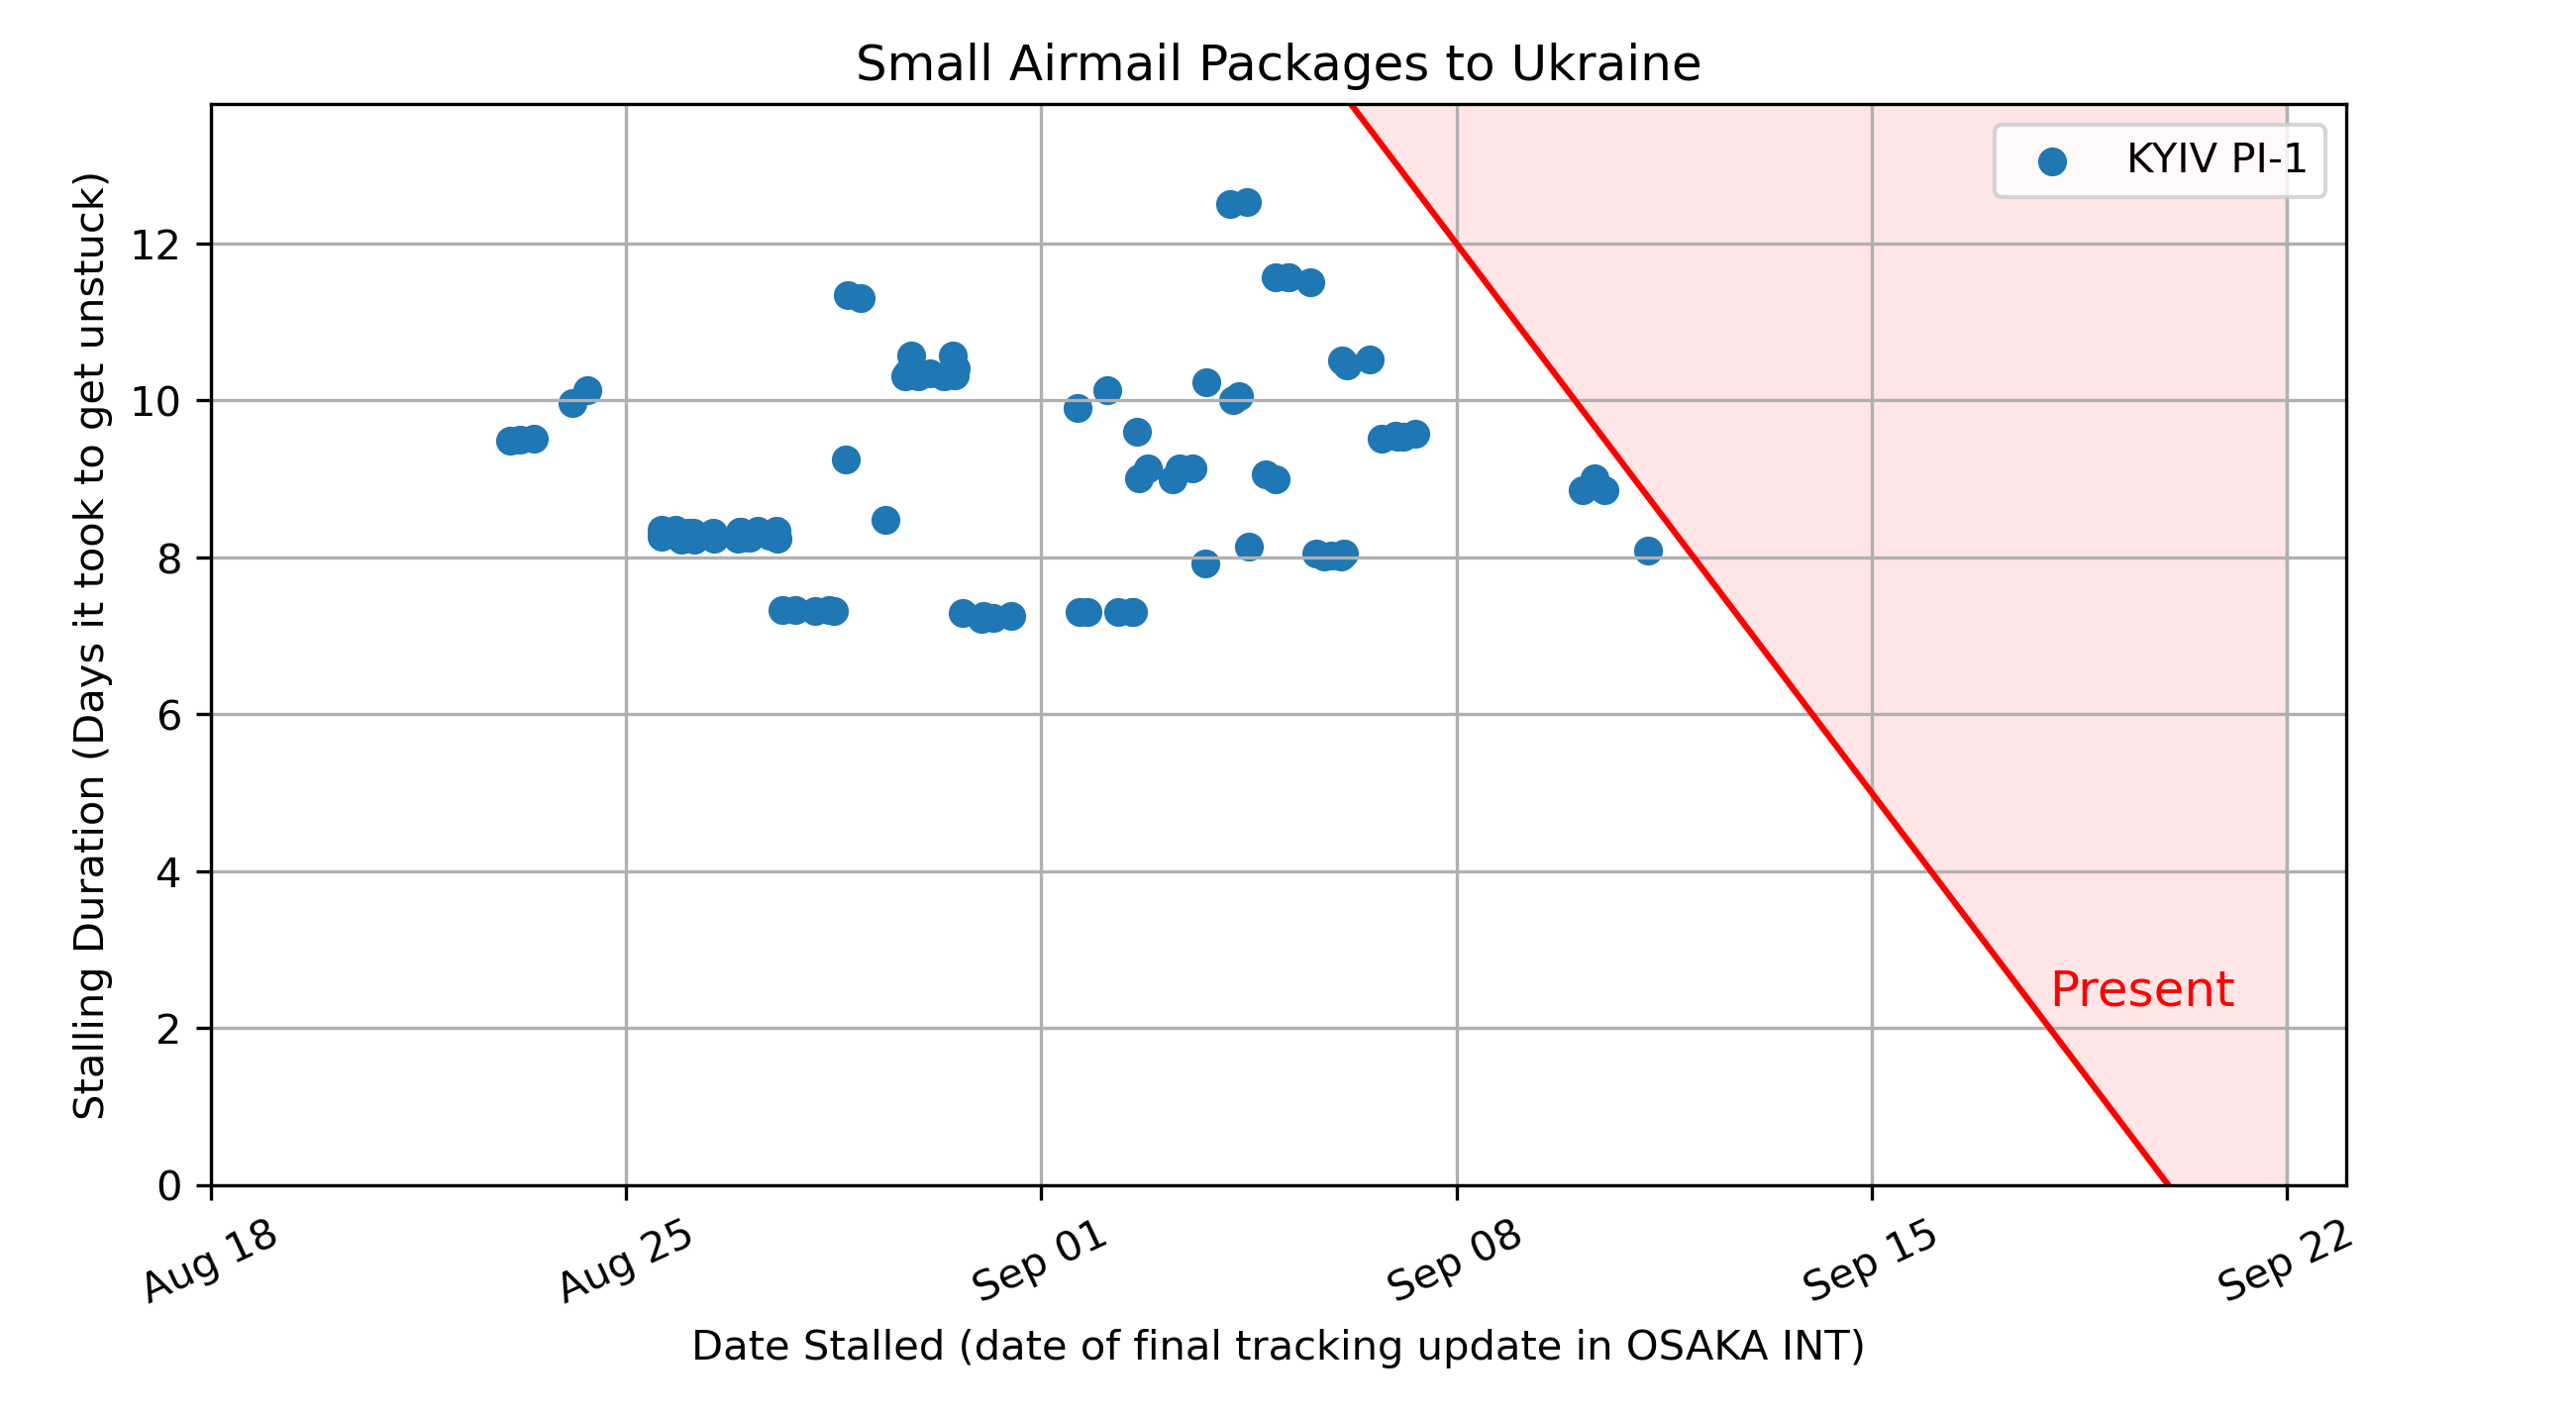 Small Airmail Packages to Ukraine
KYIV PI-1
Stalling Duration (Days it took to get unstuck)
12
10
8
6
4
2
0
Present
Aug 18
Aug 25
Sep 01
Sep 08
Sep 15
Sep 22
Date Stalled (date of final tracking update in OSAKA INT)